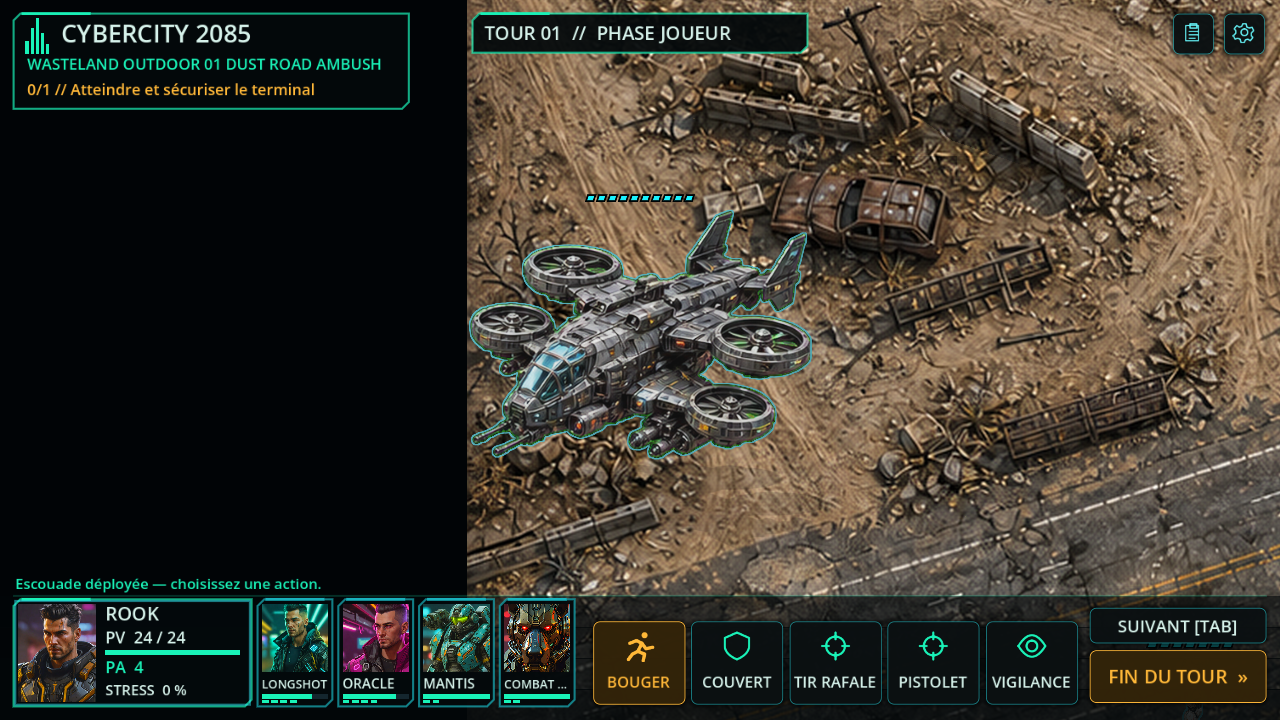 CYBERCITY 2085
WASTELAND OUTDOOR 01 DUST ROAD AMBUSH
0/1 // Atteindre et sécuriser le terminal
TOUR 01 // PHASE JOUEUR
Escouade déployée — choisissez une action.
ROOK
PV 24 / 24
PA 4
STRESS 0 %
LONGSHOT
ORACLE
MANTIS
COMBAT ...
BOUGER
COUVERT
TIR RAFALE
PISTOLET
VIGILANCE
SUIVANT [TAB]
FIN DU TOUR »